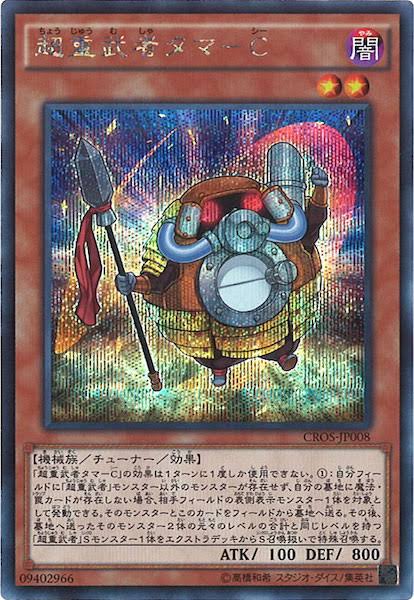 超重武者タマーC
闇
CROS-JP008
【機械族／チューナー／効果】
「超重武者タマーC」の効果は1ターンに1度しか使用できない。①：自分フィー
ルドに「超重武者」モンスター以外のモンスターが存在せず、自分の墓地に魔法・
罠カードが存在しない場合、相手フィールドの表側表示モンスター1体を対象と
して発動できる。そのモンスターとこのカードをフィールドから墓地へ送る。その後、
墓地へ送ったそのモンスター2体の元々のレベルの合計と同じレベルを持つ
「超重武者」Sモンスター1体をエクストラデッキからS召喚扱いで特殊召喚する。
ATK/ 100 DEF/ 800
09402966
©高橋和希 スタジオ・ダイス/集英社